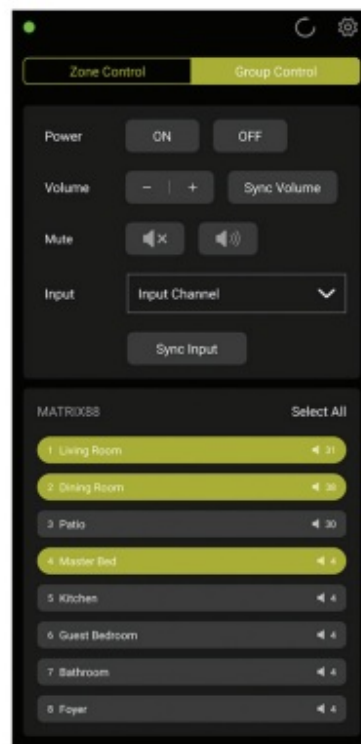 Zone Control Group Control
Power ON OFF
Volume − | + Sync Volume
Mute
Input Input Channel
Sync Input
MATRIX88 Select All
1 Living Room 31
2 Dining Room 38
3 Patio 30
4 Master Bed 4
5 Kitchen 4
6 Guest Bedroom 4
7 Bathroom 4
8 Foyer 4